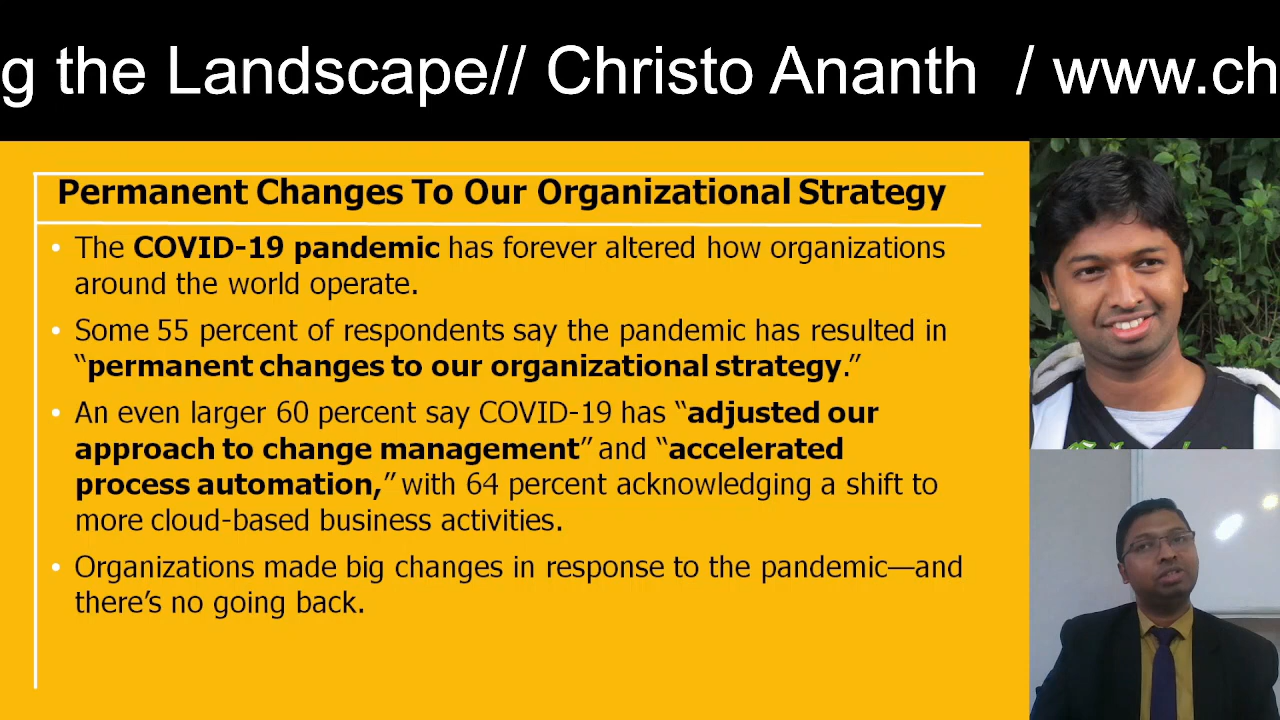 g the Landscape// Christo Ananth / www.ch
Permanent Changes To Our Organizational Strategy
• The COVID-19 pandemic has forever altered how organizations
around the world operate.
• Some 55 percent of respondents say the pandemic has resulted in
“permanent changes to our organizational strategy.”
• An even larger 60 percent say COVID-19 has “adjusted our
approach to change management” and “accelerated
process automation,” with 64 percent acknowledging a shift to
more cloud-based business activities.
• Organizations made big changes in response to the pandemic—and
there’s no going back.